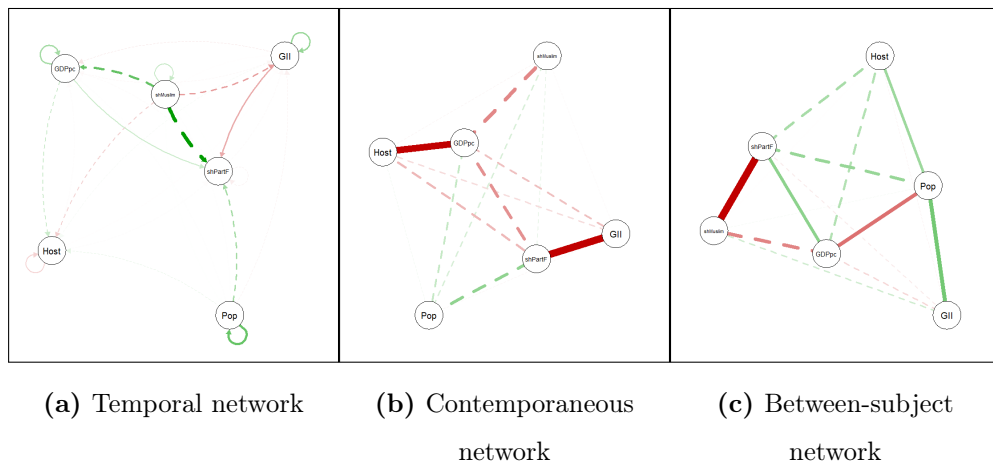 GDPpc
GII
shMuslm
shPartF
Host
Pop
shMuslm
Host
GDPpc
GII
shPartF
Pop
Host
shPartF
Pop
shMuslm
GDPpc
GII
(a) Temporal network
(b) Contemporaneous
network
(c) Between-subject
network